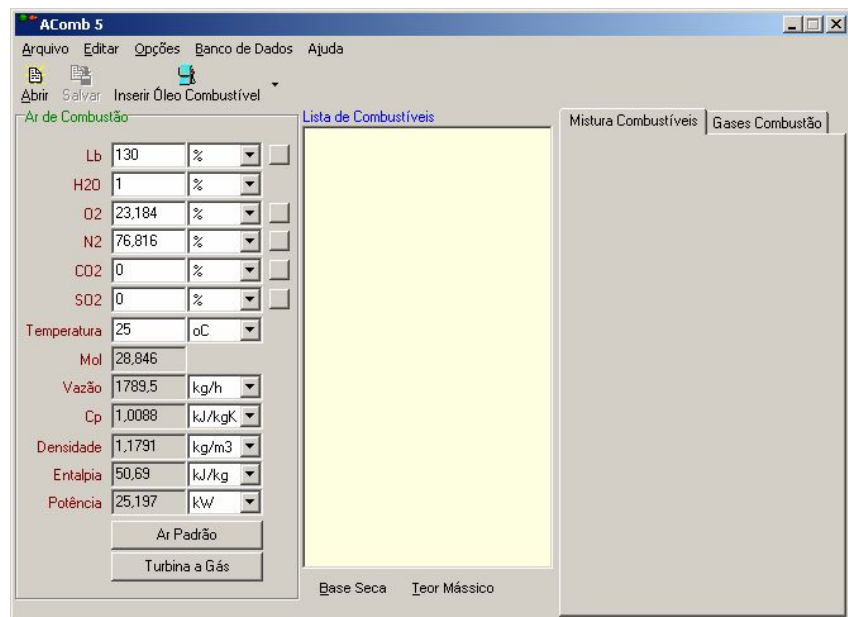 AComb 5
Arquivo Editar Opções Banco de Dados Ajuda
Abrir Salvar Inserir Óleo Combustível
Ar de Combustão
Lb 130 %
H2O 1 %
O2 23,184 %
N2 76,816 %
CO2 0 %
SO2 0 %
Temperatura 25 oC
Mol 28,846
Vazão 1789,5 kg/h
Cp 1,0088 kJ/kgK
Densidade 1,1791 kg/m3
Entalpia 50,69 kJ/kg
Potência 25,197 kW
Ar Padrão
Turbina a Gás
Lista de Combustíveis
Base Seca Teor Mássico
Mistura Combustíveis Gases Combustão